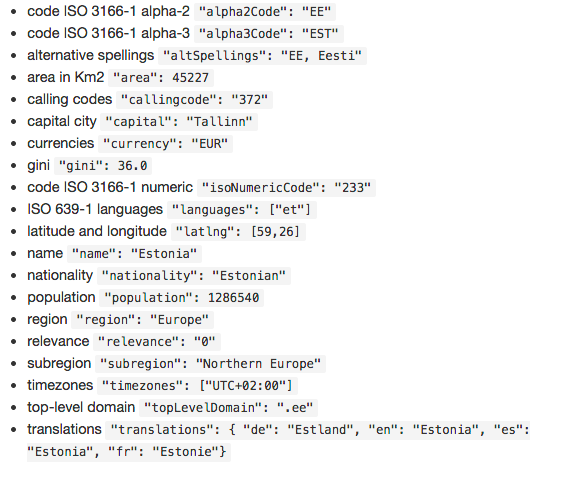 • code ISO 3166-1 alpha-2 "alpha2Code": "EE"
• code ISO 3166-1 alpha-3 "alpha3Code": "EST"
• alternative spellings "altSpellings": "EE, Eesti"
• area in Km2 "area": 45227
• calling codes "callingcode": "372"
• capital city "capital": "Tallinn"
• currencies "currency": "EUR"
• gini "gini": 36.0
• code ISO 3166-1 numeric "isoNumericCode": "233"
• ISO 639-1 languages "languages": ["et"]
• latitude and longitude "latlng": [59,26]
• name "name": "Estonia"
• nationality "nationality": "Estonian"
• population "population": 1286540
• region "region": "Europe"
• relevance "relevance": "0"
• subregion "subregion": "Northern Europe"
• timezones "timezones": ["UTC+02:00"]
• top-level domain "topLevelDomain": ".ee"
• translations "translations": { "de": "Estland", "en": "Estonia", "es":
"Estonia", "fr": "Estonie"}